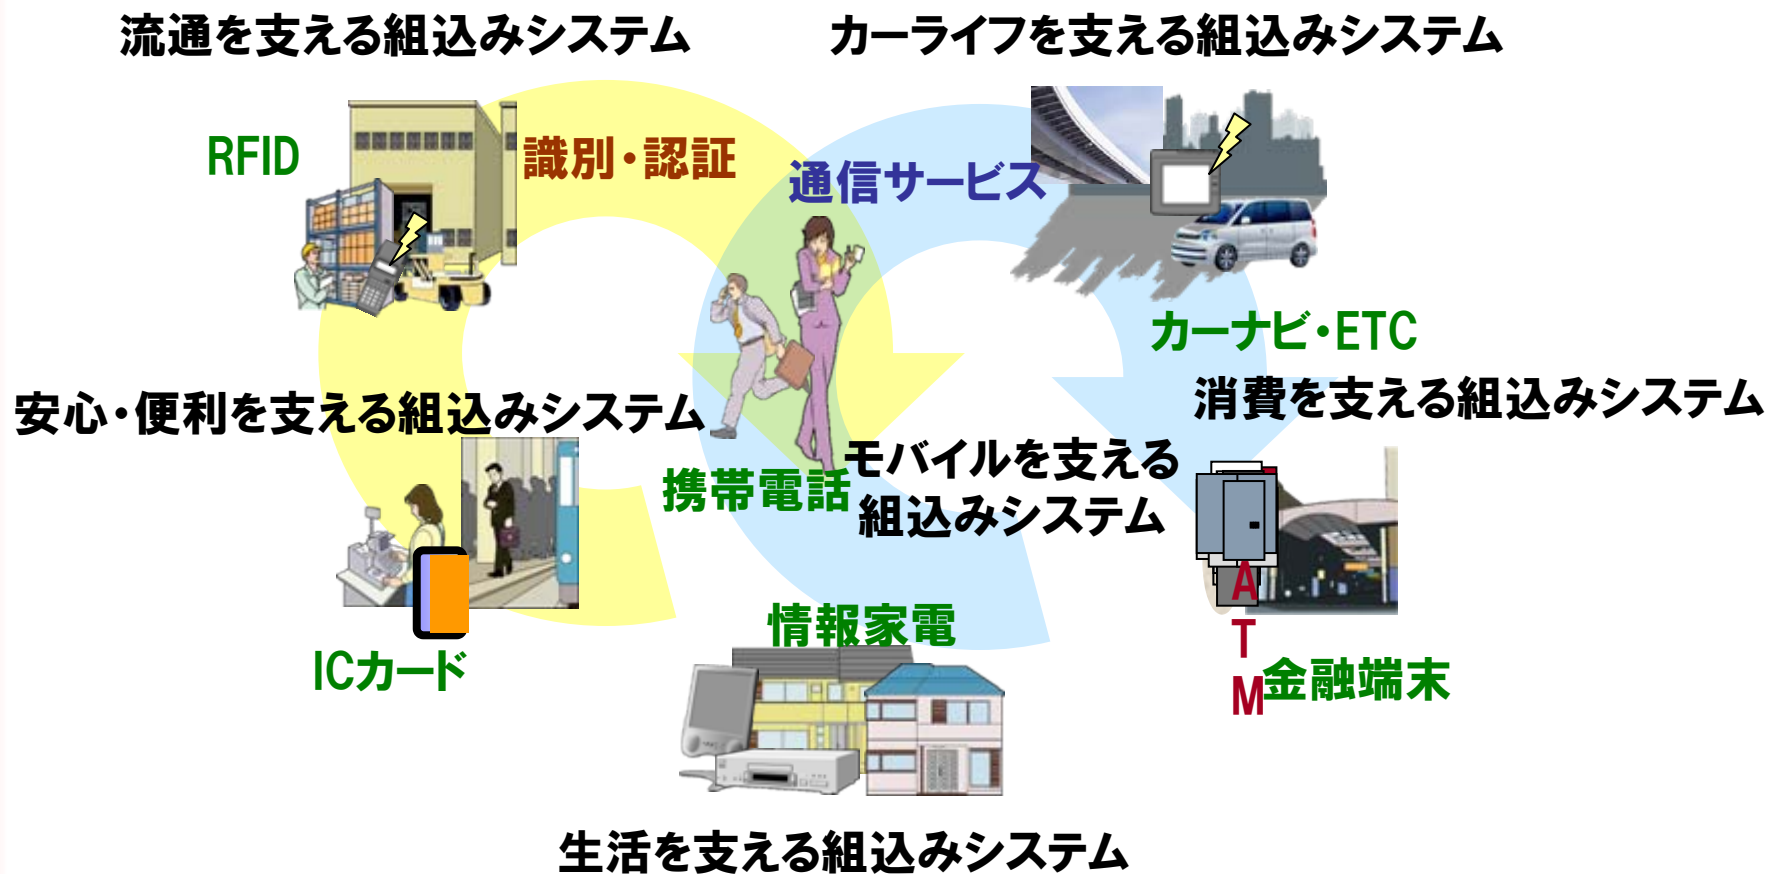 流通を支える組込みシステム
カーライフを支える組込みシステム
RFID
識別・認証
通信サービス
カーナビ・ETC
安心・便利を支える組込みシステム
消費を支える組込みシステム
携帯電話
モバイルを支える
組込みシステム
ICカード
情報家電
ATM
金融端末
生活を支える組込みシステム